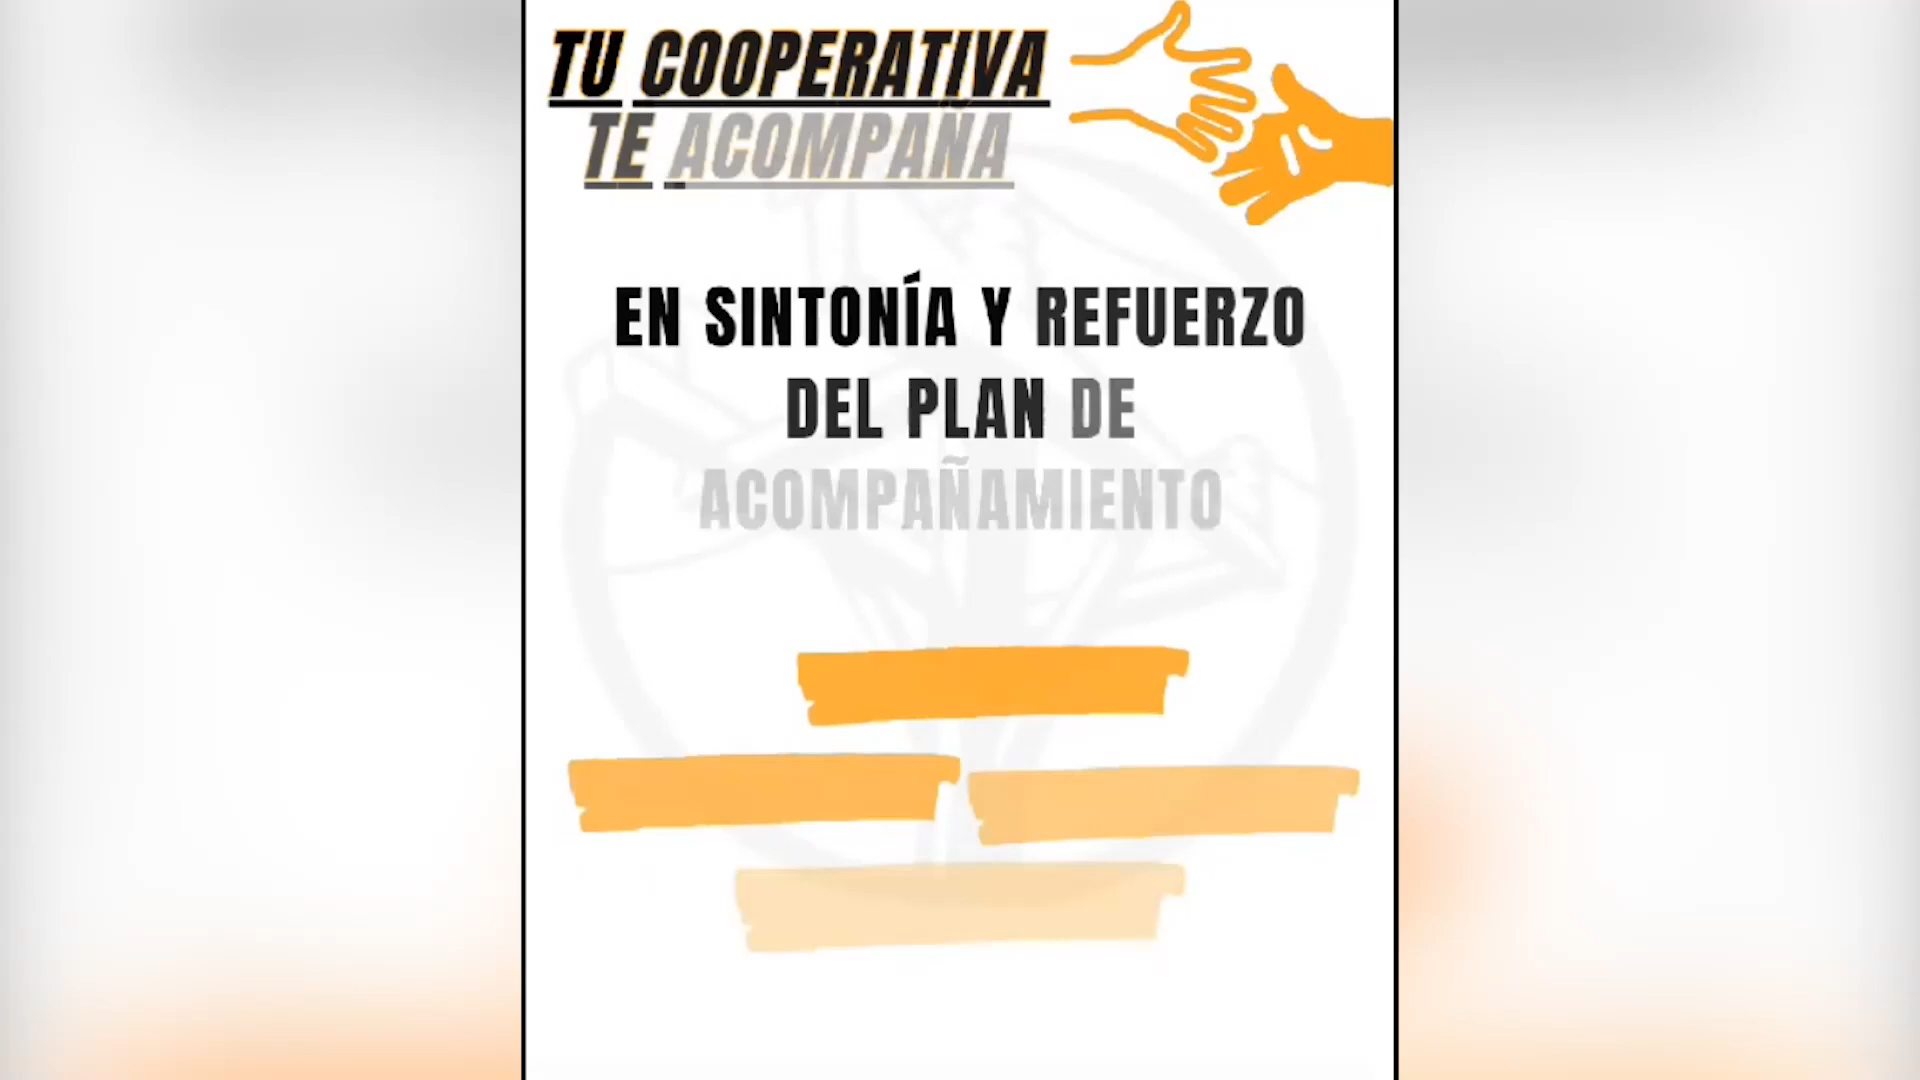 TU COOPERATIVA
TE ACOMPAÑA
EN SINTONÍA Y REFUERZO
DEL PLAN DE
ACOMPAÑAMIENTO